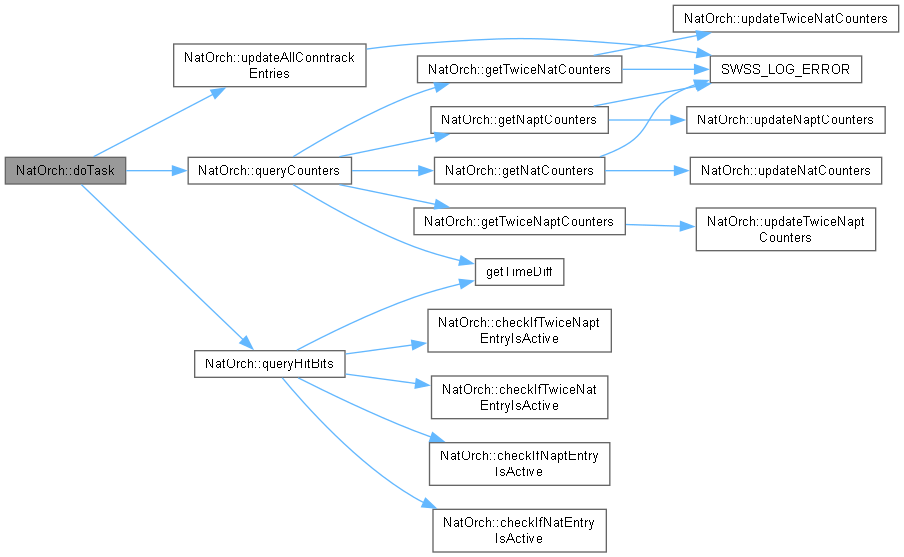 NatOrch::doTask
NatOrch::updateAllConntrack
Entries
NatOrch::queryCounters
NatOrch::queryHitBits
NatOrch::getTwiceNatCounters
NatOrch::getNaptCounters
NatOrch::getNatCounters
NatOrch::getTwiceNaptCounters
getTimeDiff
NatOrch::checkIfTwiceNapt
EntryIsActive
NatOrch::checkIfTwiceNat
EntryIsActive
NatOrch::checkIfNaptEntry
IsActive
NatOrch::checkIfNatEntry
IsActive
NatOrch::updateTwiceNatCounters
SWSS_LOG_ERROR
NatOrch::updateNaptCounters
NatOrch::updateNatCounters
NatOrch::updateTwiceNapt
Counters